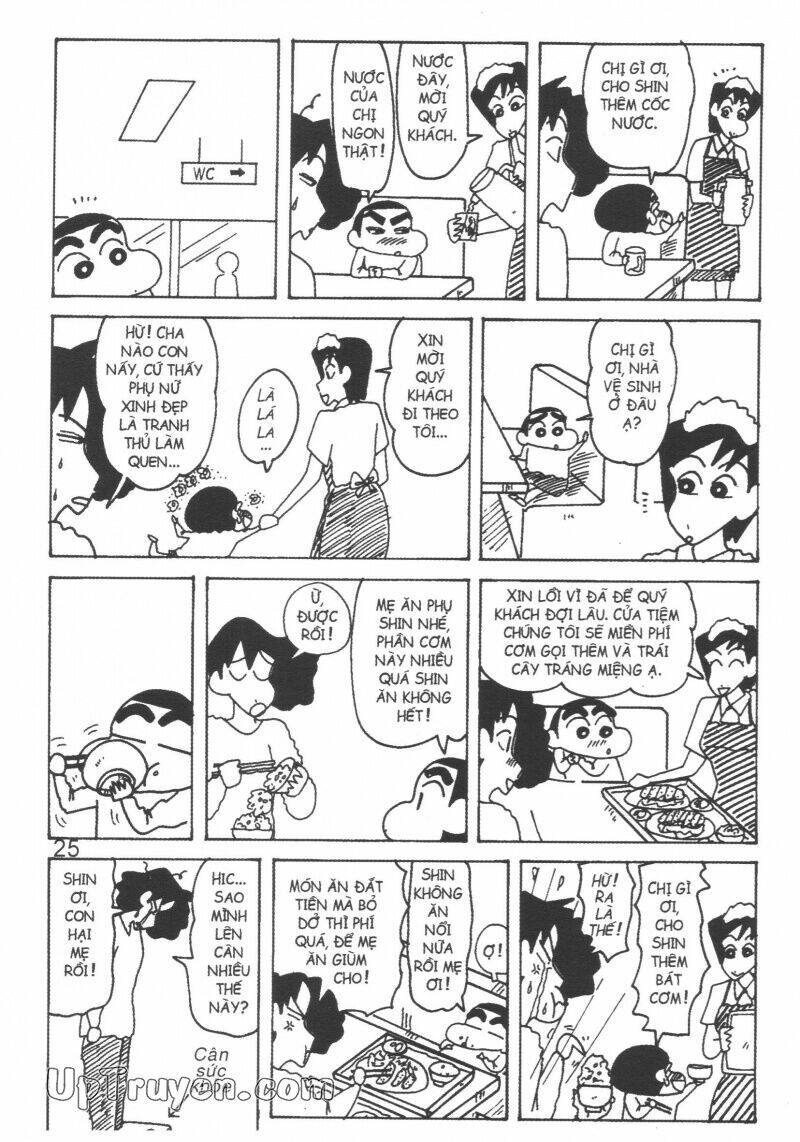 CHỊ GÌ ƠI,
CHO SHIN
THÊM CỐC
NƯỚC.
NƯỚC
ĐÂY,
MỜI
QUÝ
KHÁCH.
NƯỚC
CỦA
CHỊ
NGON
THẬT!
WC
CHỊ GÌ
ƠI, NHÀ
VỆ SINH
Ở ĐÂU
Ạ?
XIN
MỜI
QUÝ
KHÁCH
ĐI THEO
TÔI...
LÀ
LÁ
LA
...
HỪ! CHA
NÀO CON
NẤY, CỨ THẤY
PHỤ NỮ
XINH ĐẸP
LÀ TRANH
THỦ LÀM
QUEN...
XIN LỖI VÌ ĐÃ ĐỂ QUÝ
KHÁCH ĐỢI LÂU. CỬA TIỆM
CHÚNG TÔI SẼ MIỄN PHÍ
CƠM GỌI THÊM VÀ TRÁI
CÂY TRÁNG MIỆNG Ạ.
MẸ ĂN PHỤ
SHIN NHÉ,
PHẦN CƠM
NÀY NHIỀU
QUÁ SHIN
ĂN KHÔNG
HẾT!
Ừ,
ĐƯỢC
RỒI!
25
CHỊ GÌ
ƠI,
CHO
SHIN
THÊM
BÁT
CƠM!
HỪ!
RA
LÀ
THẾ!
SHIN
KHÔNG
ĂN
NỔI
NỮA
RỒI MẸ
ƠI!
Ợ!
MÓN ĂN ĐẮT
TIỀN MÀ BỎ
DỞ THÌ PHÍ
QUÁ, ĐỂ MẸ
ĂN GIÙM
CHO!
HIC...
SAO
MÌNH
LÊN
CÂN
NHIỀU
THẾ
NÀY?
SHIN
ƠI,
CON
HẠI
MẸ
RỒI!
Cân
sức
khỏe
UpTruyen.com